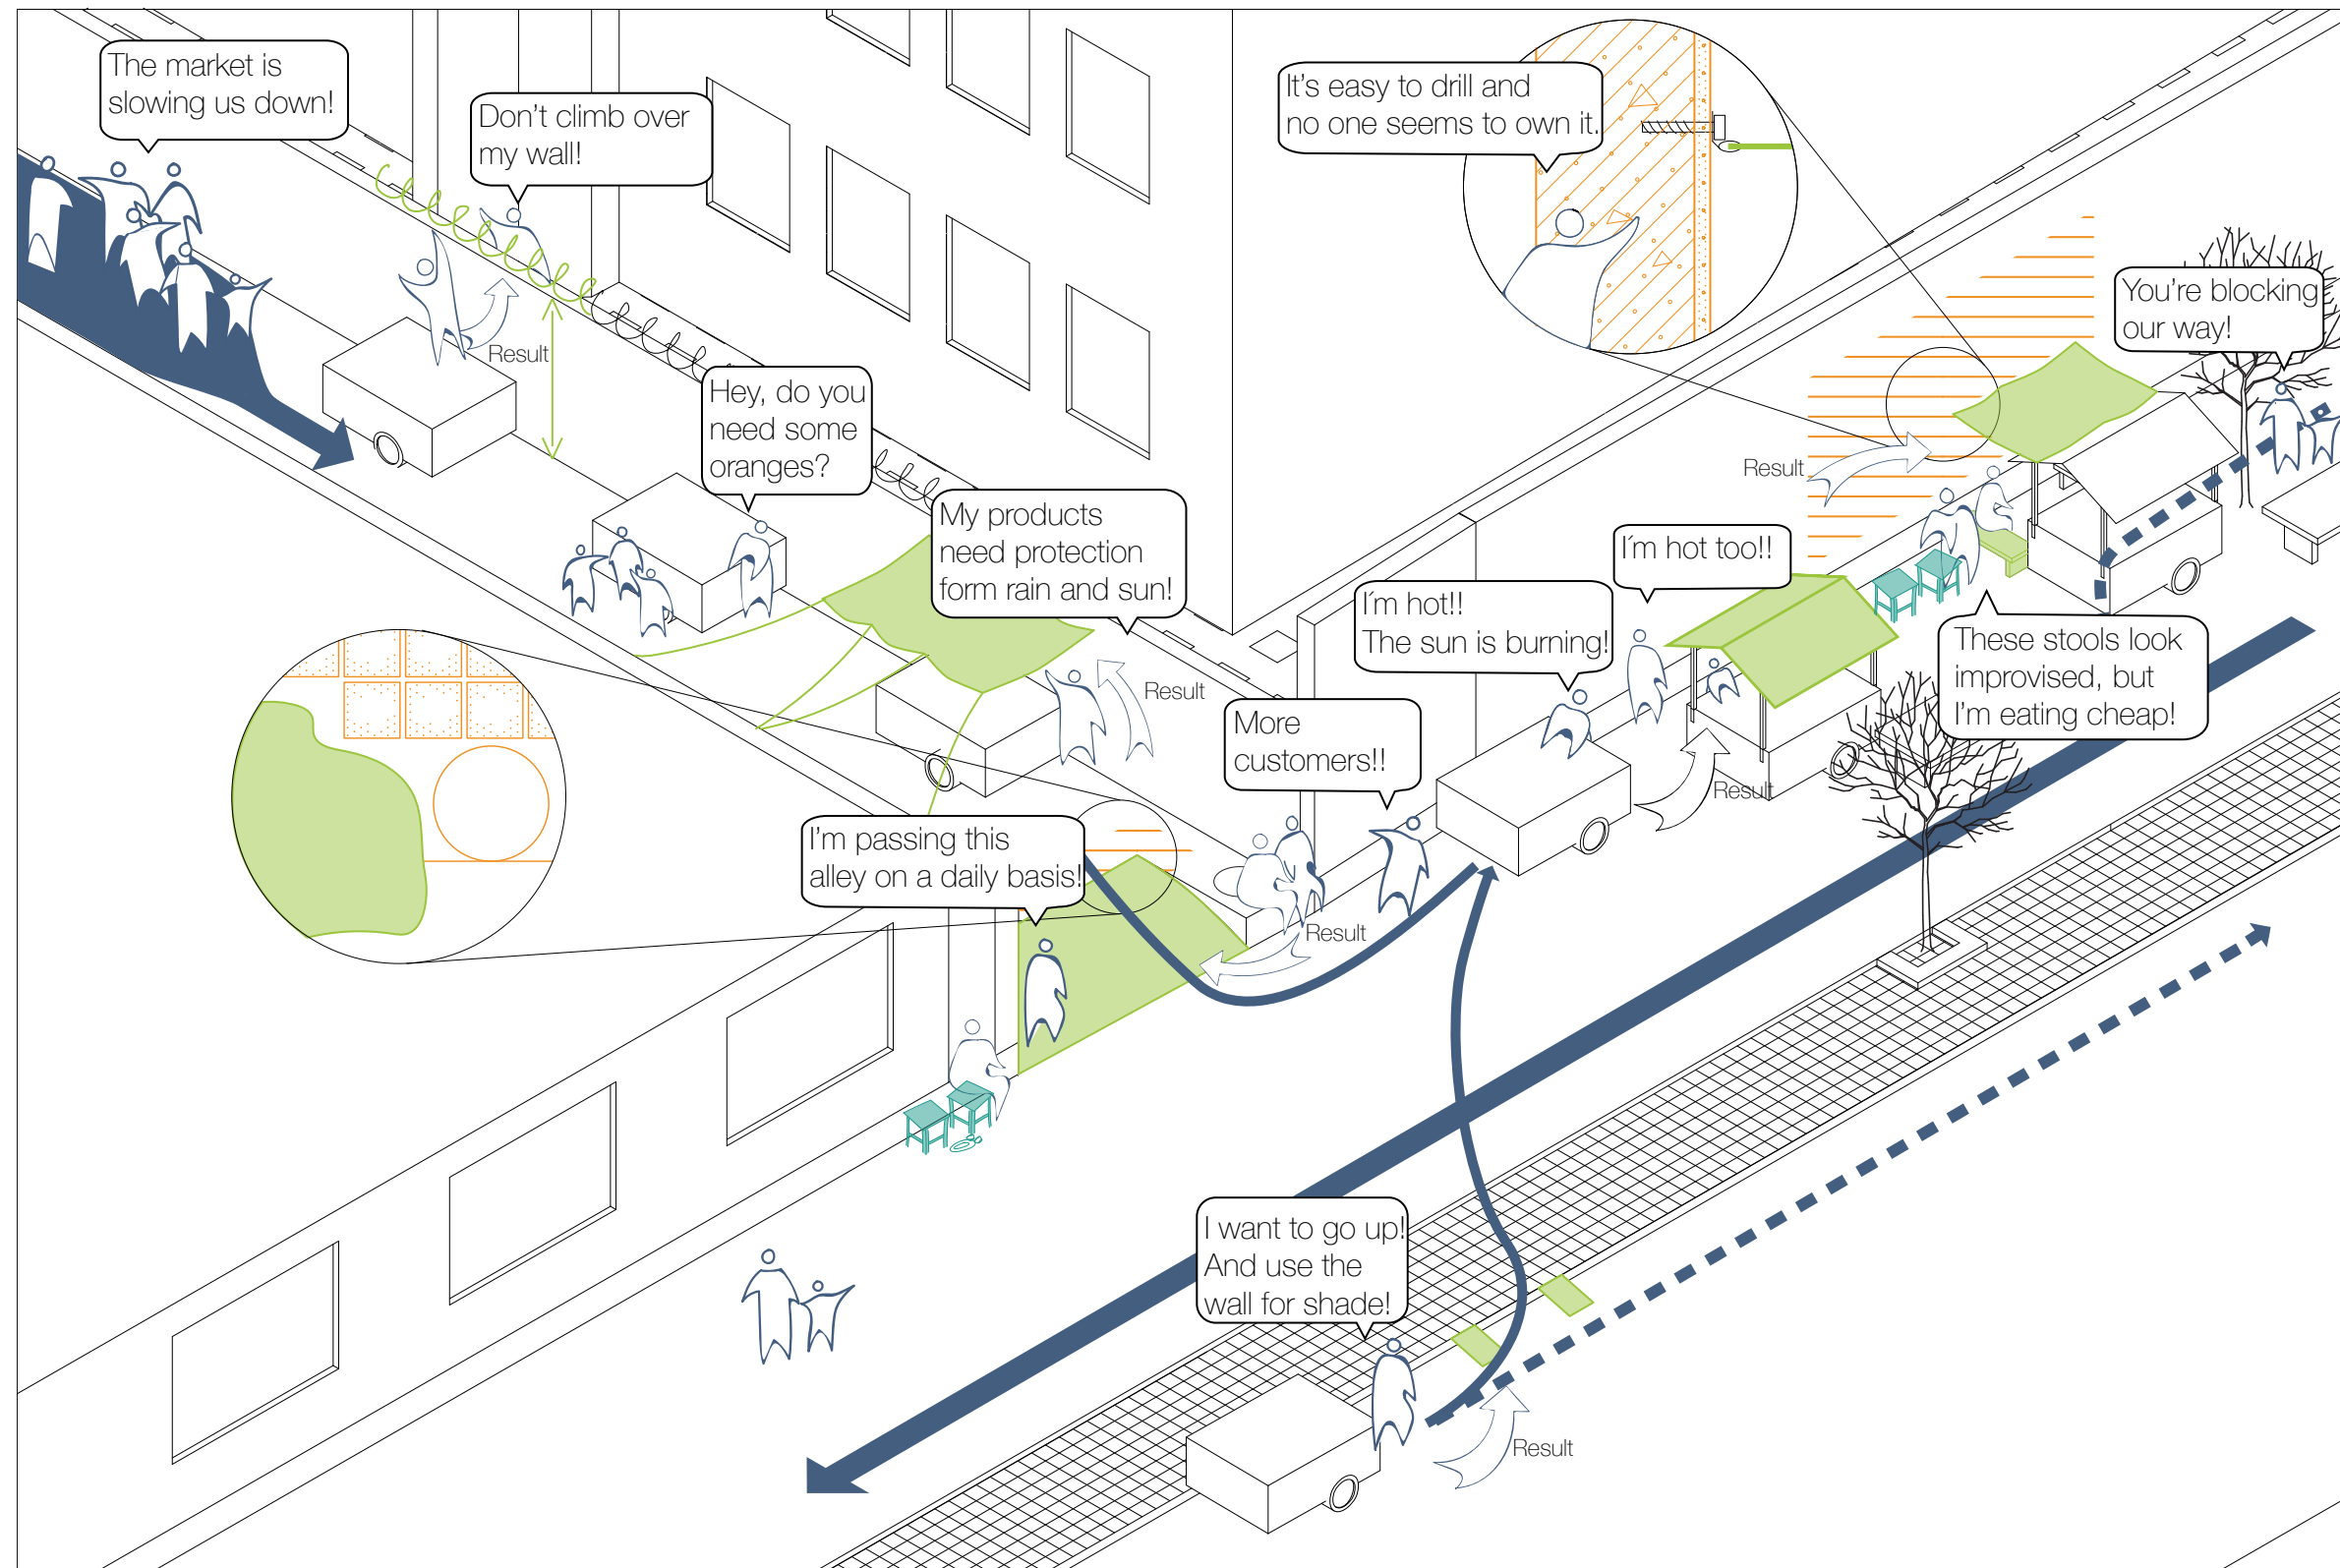 The market is
slowing us down!
Don't climb over
my wall!
It's easy to drill and
no one seems to own it.
You're blocking
our way!
Result
Hey, do you
need some
oranges?
Result
My products
need protection
form rain and sun!
I'm hot too!!
I'm hot!!
The sun is burning!
These stools look
improvised, but
I'm eating cheap!
Result
More
customers!!
Result
I'm passing this
alley on a daily basis!
Result
I want to go up!
And use the
wall for shade!
Result